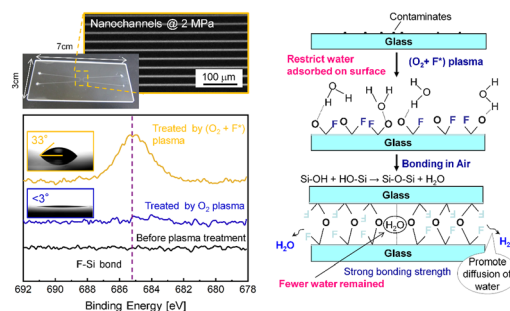 Nanochannels @ 2 MPa
7cm
3cm
100 μm
33°
Treated by (O2 + F*)
plasma
<3°
Treated by O2 plasma
Before plasma treatment
F-Si bond
692 690 688 686 684 682 680 678
Binding Energy [eV]
Contaminates
Glass
Restrict water
adsorbed on surface
(O2+ F*) plasma
H H H H
O O O O
H H H H
O F O F F O F F O
Glass
Bonding in Air
Si-OH + HO-Si → Si-O-Si + H2O
Glass
F F F F
O O H2O O O
F F F F
H2O
H2
Glass
Strong bonding strength
Fewer water remained
Promote
diffusion of
water